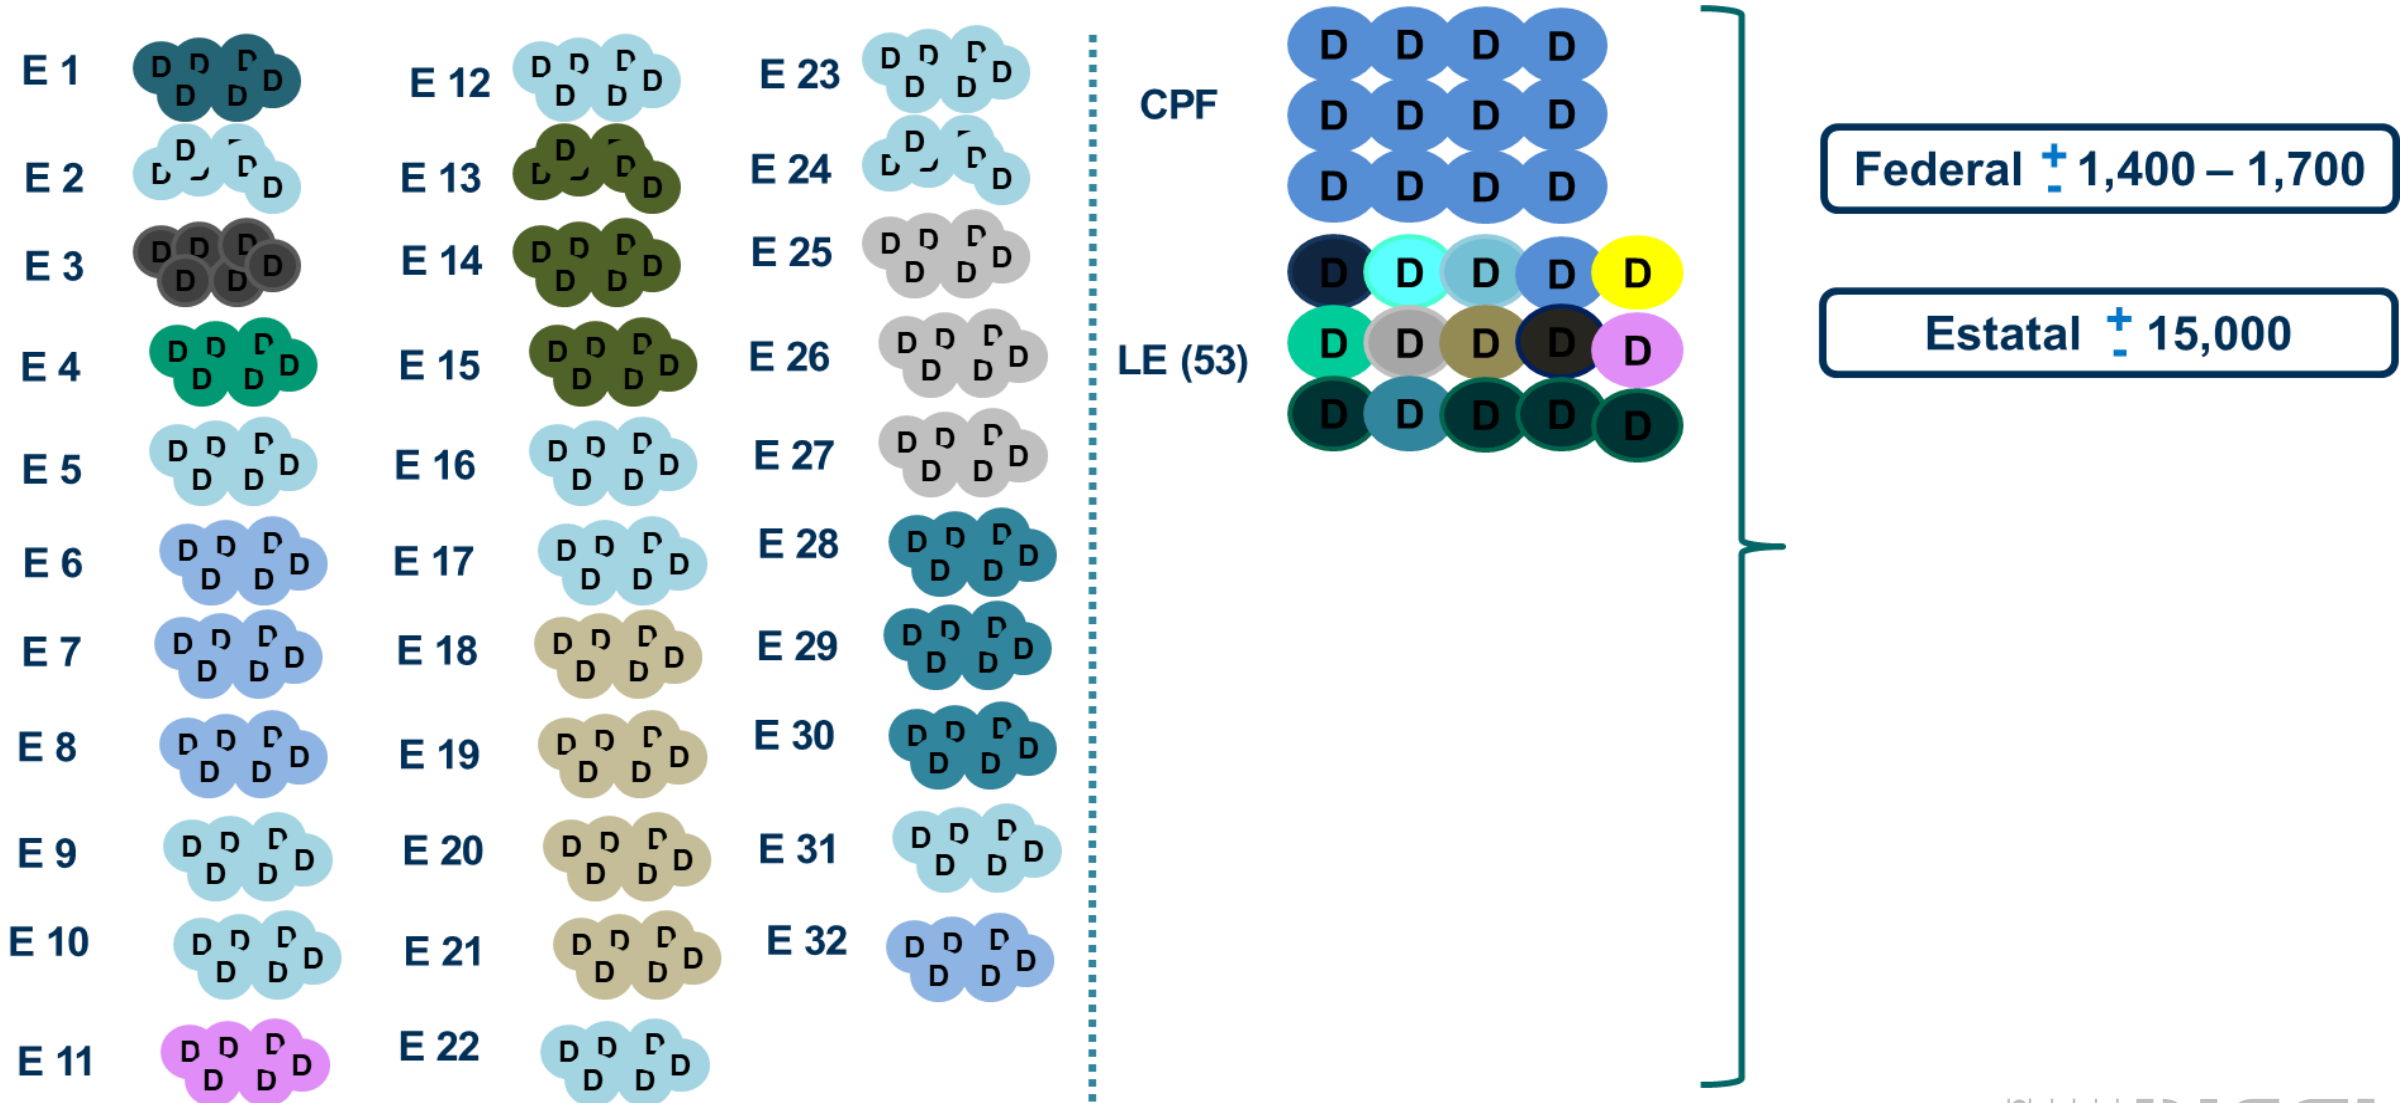 E 1
D D D D D D
E 2
D D D D D
E 3
D D D D D D
E 4
D D D D D D
E 5
D D D D D D
E 6
D D D D D D
E 7
D D D D D D
E 8
D D D D D D
E 9
D D D D D D
E 10
D D D D D D
E 11
D D D D D D
E 12
D D D D D D
E 13
D D D D
E 14
D D D D D D
E 15
D D D D D D
E 16
D D D D D D
E 17
D D D D D D
E 18
D D D D D D
E 19
D D D D D D
E 20
D D D D D D
E 21
D D D D D D
E 22
D D D D D D
E 23
D D D D D D
E 24
D D D D
E 25
D D D D D D
E 26
D D D D D D
E 27
D D D D D D
E 28
D D D D D D
E 29
D D D D D D
E 30
D D D D D D
E 31
D D D D D D
E 32
D D D D D D
CPF
D D D D
D D D D
D D D D
LE (53)
D D D D D
D D D D D
D D D D D
Federal + - 1,400 – 1,700
Estatal + - 15,000